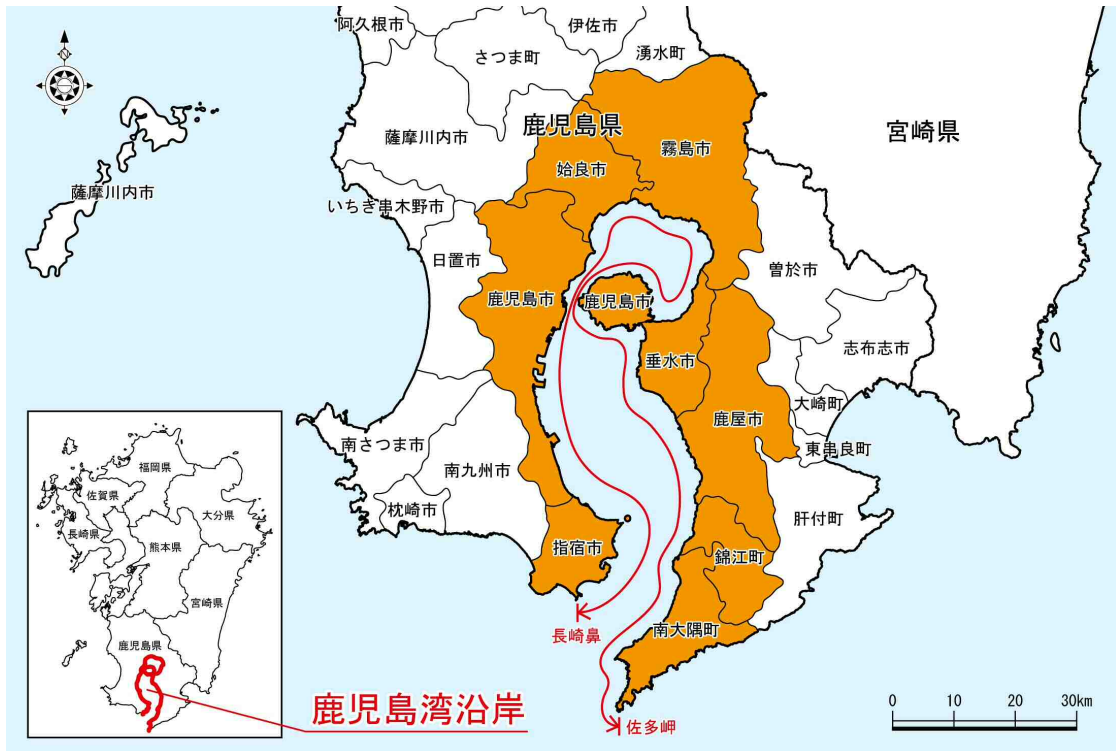 阿久根市
伊佐市
さつま町
湧水町
鹿児島県
宮崎県
薩摩川内市
霧島市
姶良市
薩摩川内市
いちき串木野市
日置市
曽於市
鹿児島市
鹿児島市
志布志市
垂水市
大崎町
鹿屋市
南さつま市
東串良町
南九州市
枕崎市
肝付町
指宿市
錦江町
長崎鼻
南大隅町
佐多岬
福岡県
佐賀県
大分県
長崎県
熊本県
宮崎県
鹿児島県
鹿児島湾沿岸
N
0 10 20 30km